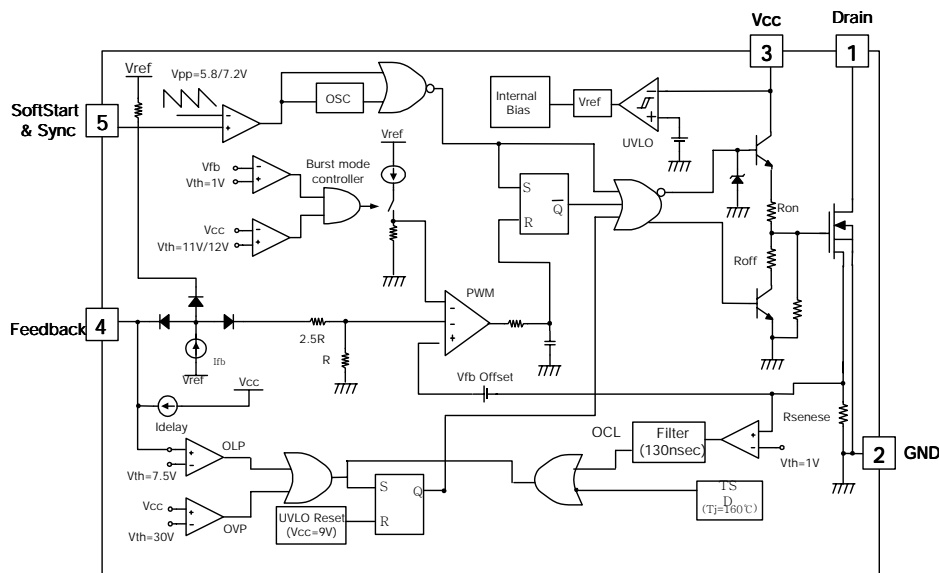 Vcc
Drain
3
1
Vref
Vpp=5.8/7.2V
SoftStart
& Sync
5
-
+
OSC
Internal
Bias
Vref
-
+
UVLO
Vfb
Vth=1V
-
+
Burst mode
controller
Vref
Vcc
Vth=11V/12V
-
+
S
R
Q
Ron
Roff
Feedback
4
PWM
-
-
+
2.5R
R
Ifb
Vref
Vfb Offset
Vcc
Idelay
Rsenese
OLP
+
-
Vth=7.5V
OCL
Filter
(130nsec)
+
-
Vth=1V
2
GND
S
Q
R
TS
D
(Tj=160℃)
Vcc
Vth=30V
+
-
OVP
UVLO Reset
(Vcc=9V)